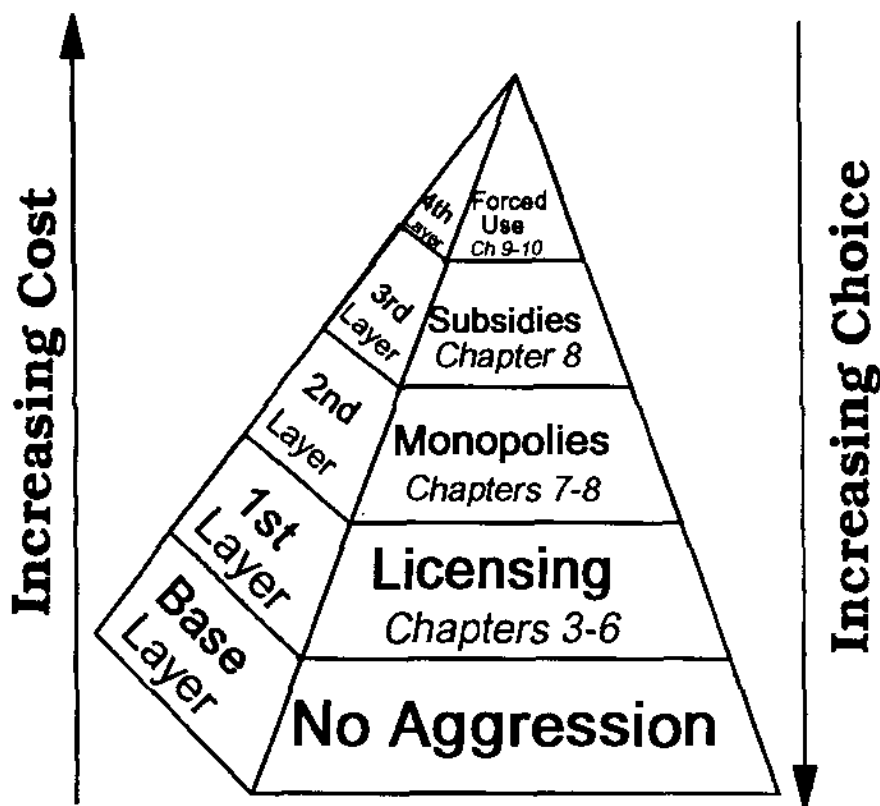 Increasing Cost
4th
Layer
Forced
Use
Ch 9-10
3rd
Layer
Subsidies
Chapter 8
2nd
Layer
Monopolies
Chapters 7-8
1st
Layer
Licensing
Chapters 3-6
Base
Layer
No Aggression
Increasing Choice